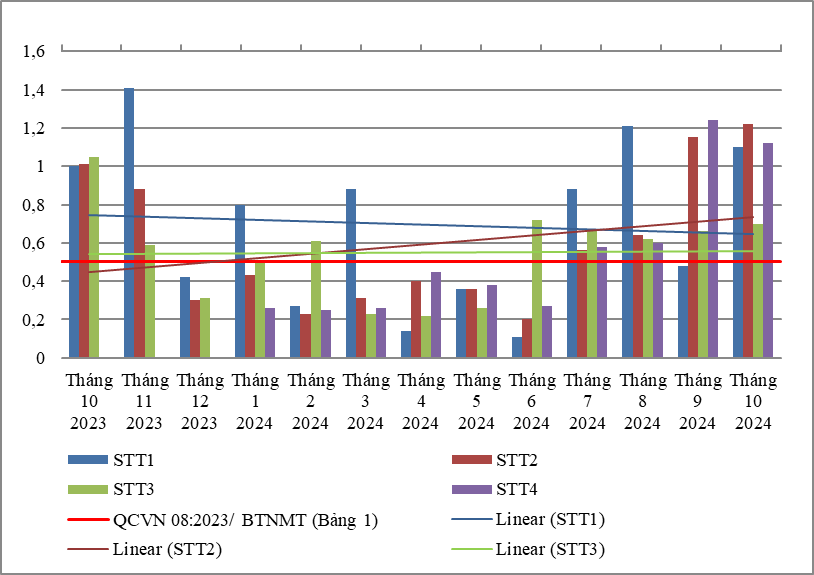 1,6
1,4
1,2
1
0,8
0,6
0,4
0,2
0
Tháng Tháng Tháng Tháng Tháng Tháng Tháng Tháng Tháng Tháng Tháng Tháng Tháng
10 11 12 1 2 3 4 5 6 7 8 9 10
2023 2023 2023 2024 2024 2024 2024 2024 2024 2024 2024 2024 2024
STT1 STT2
STT3 STT4
QCVN 08:2023/ BTNMT (Bảng 1) Linear (STT1)
Linear (STT2) Linear (STT3)